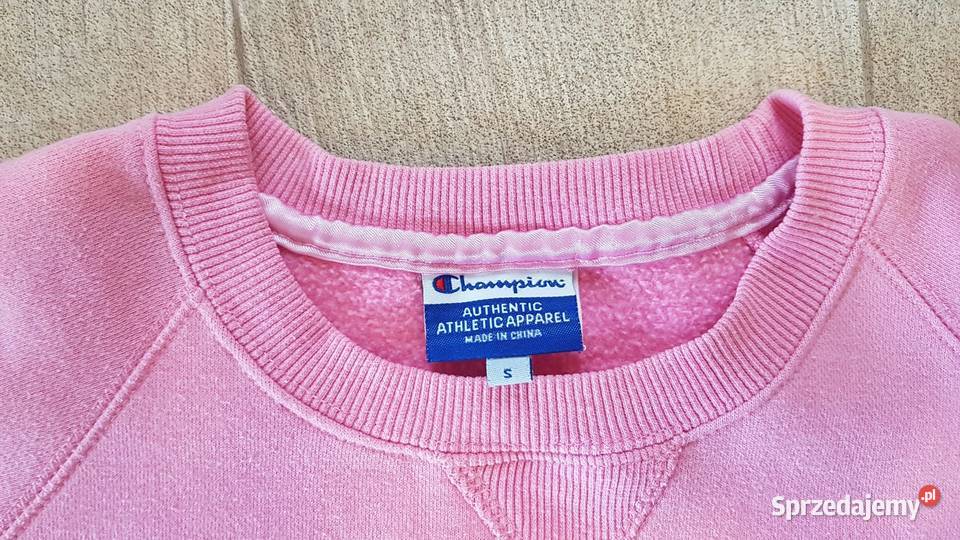 Champion
AUTHENTIC
ATHLETIC APPAREL
MADE IN CHINA
S
Sprzedajemy.pl